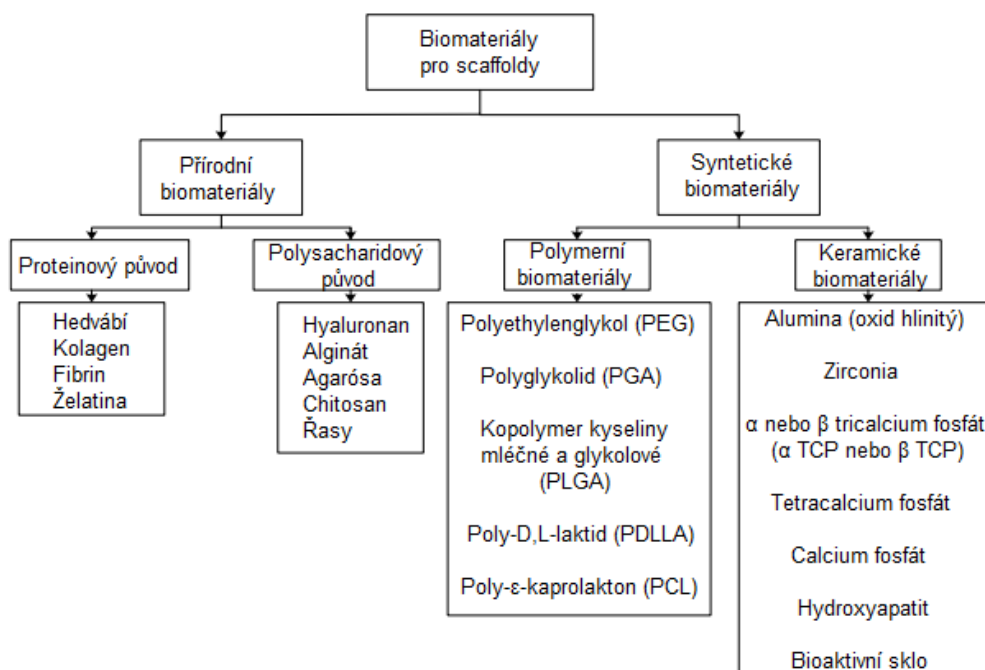 Biomateriály
pro scaffoldy
Přírodní
biomateriály
Syntetické
biomateriály
Proteinový původ
Polysacharidový
původ
Polymerní
biomateriály
Keramické
biomateriály
Hedvábí
Kolagen
Fibrin
Želatina
Hyaluronan
Alginát
Agarósa
Chitosan
Řasy
Polyethylenglykol (PEG)
Polyglykolid (PGA)
Kopolymer kyseliny
mléčné a glykolové
(PLGA)
Poly-D,L-laktid (PDLLA)
Poly-ε-kaprolakton (PCL)
Alumina (oxid hlinitý)
Zirconia
α nebo β tricalcium fosfát
(α TCP nebo β TCP)
Tetracalcium fosfát
Calcium fosfát
Hydroxyapatit
Bioaktivní sklo